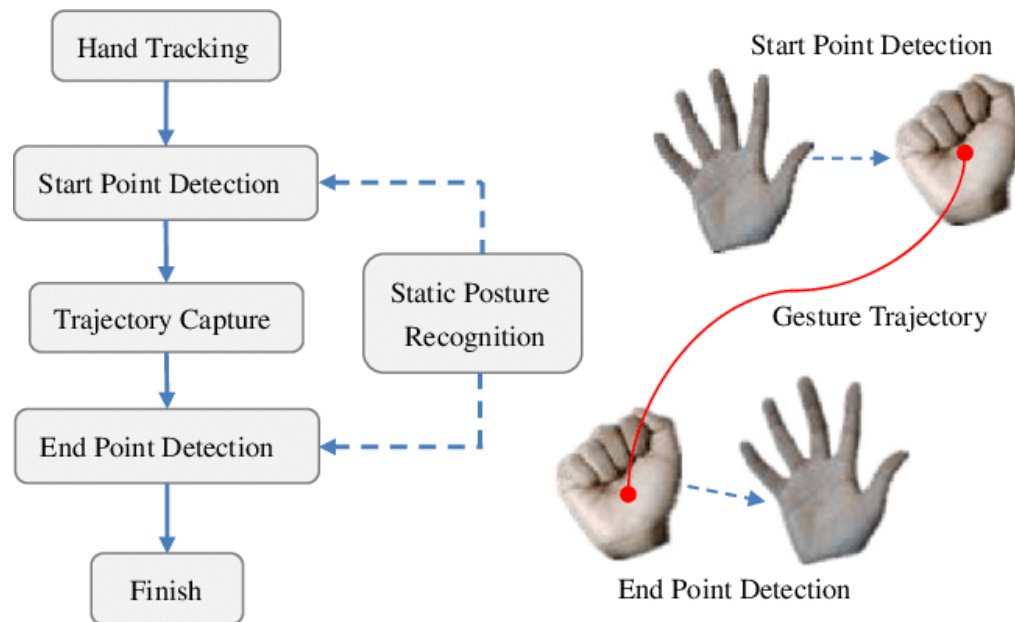 Hand Tracking
Start Point Detection
Trajectory Capture
End Point Detection
Finish
Static Posture
Recognition
Start Point Detection
Gesture Trajectory
End Point Detection